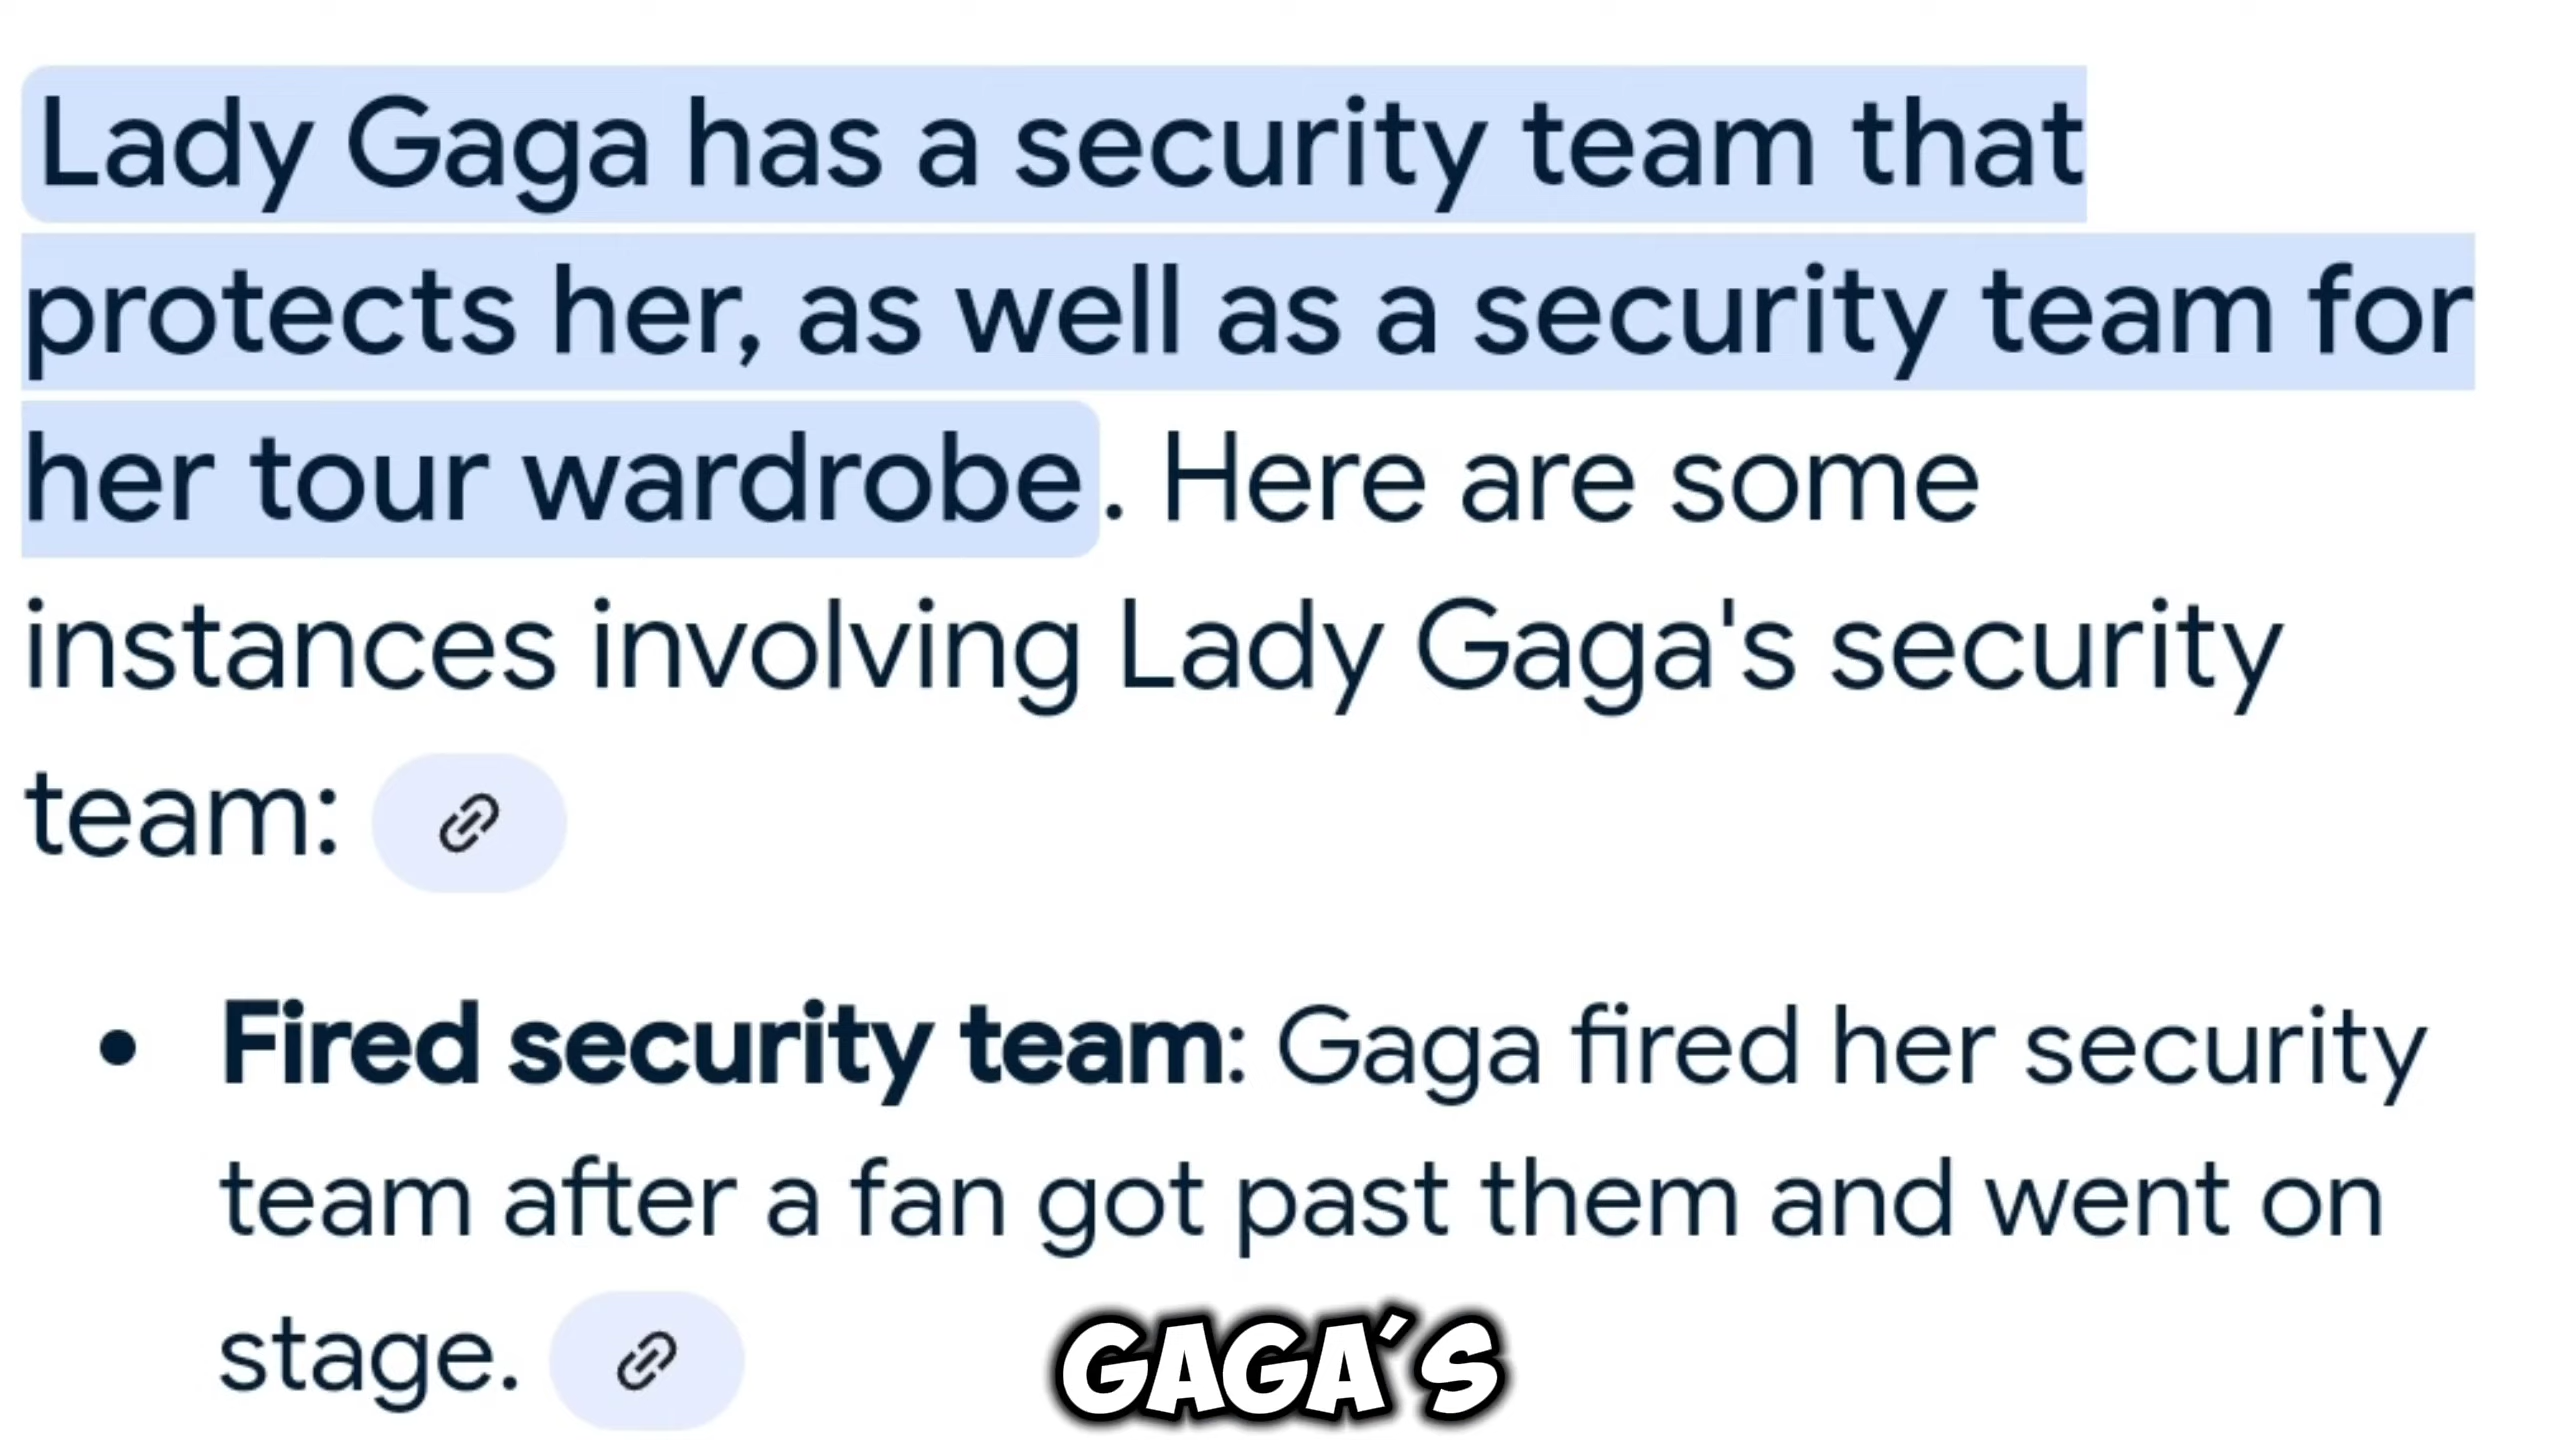 Lady Gaga has a security team that
protects her, as well as a security team for
her tour wardrobe. Here are some
instances involving Lady Gaga's security
team:
• Fired security team: Gaga fired her security
team after a fan got past them and went on
stage.
GAGA'S